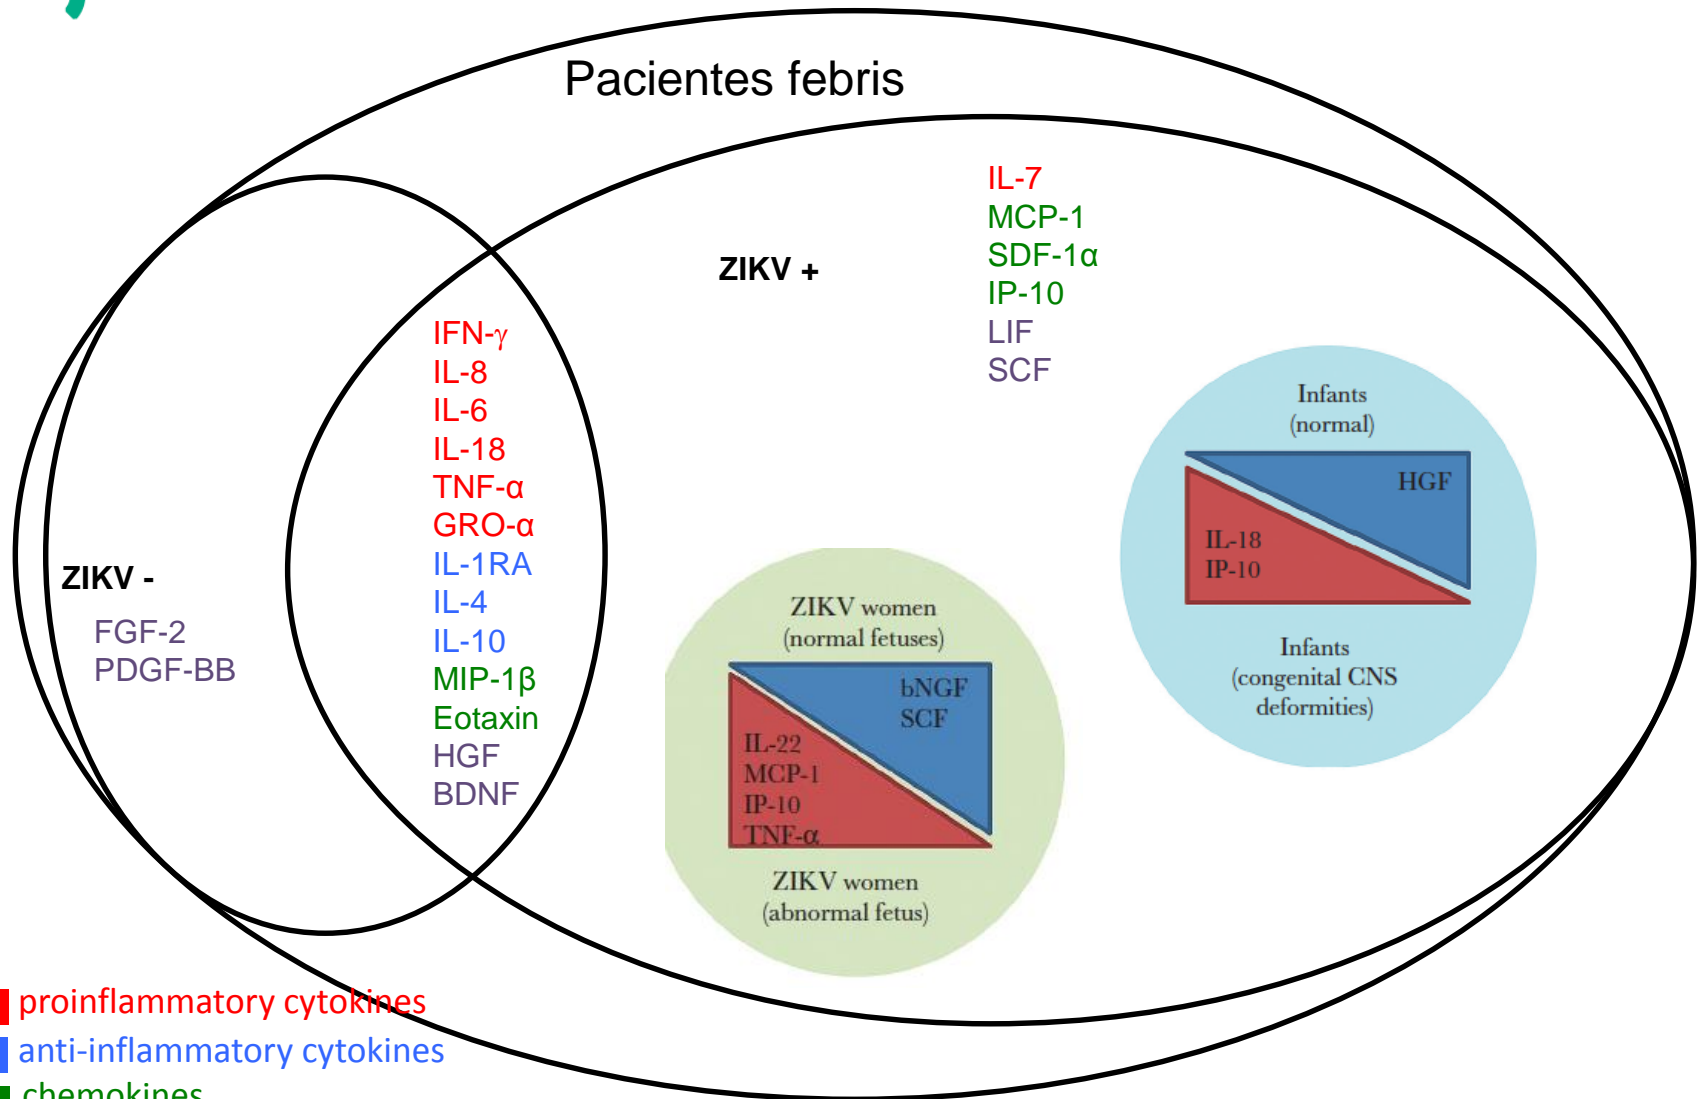 Pacientes febris
ZIKV +
IL-7
MCP-1
SDF-1α
IP-10
LIF
SCF
IFN-γ
IL-8
IL-6
IL-18
TNF-α
GRO-α
IL-1RA
IL-4
IL-10
MIP-1β
Eotaxin
HGF
BDNF
ZIKV -
FGF-2
PDGF-BB
ZIKV women
(normal fetuses)
bNGF
SCF
IL-22
MCP-1
IP-10
TNF-α
ZIKV women
(abnormal fetus)
Infants
(normal)
HGF
IL-18
IP-10
Infants
(congenital CNS
deformities)
proinflammatory cytokines
anti-inflammatory cytokines
chemokines